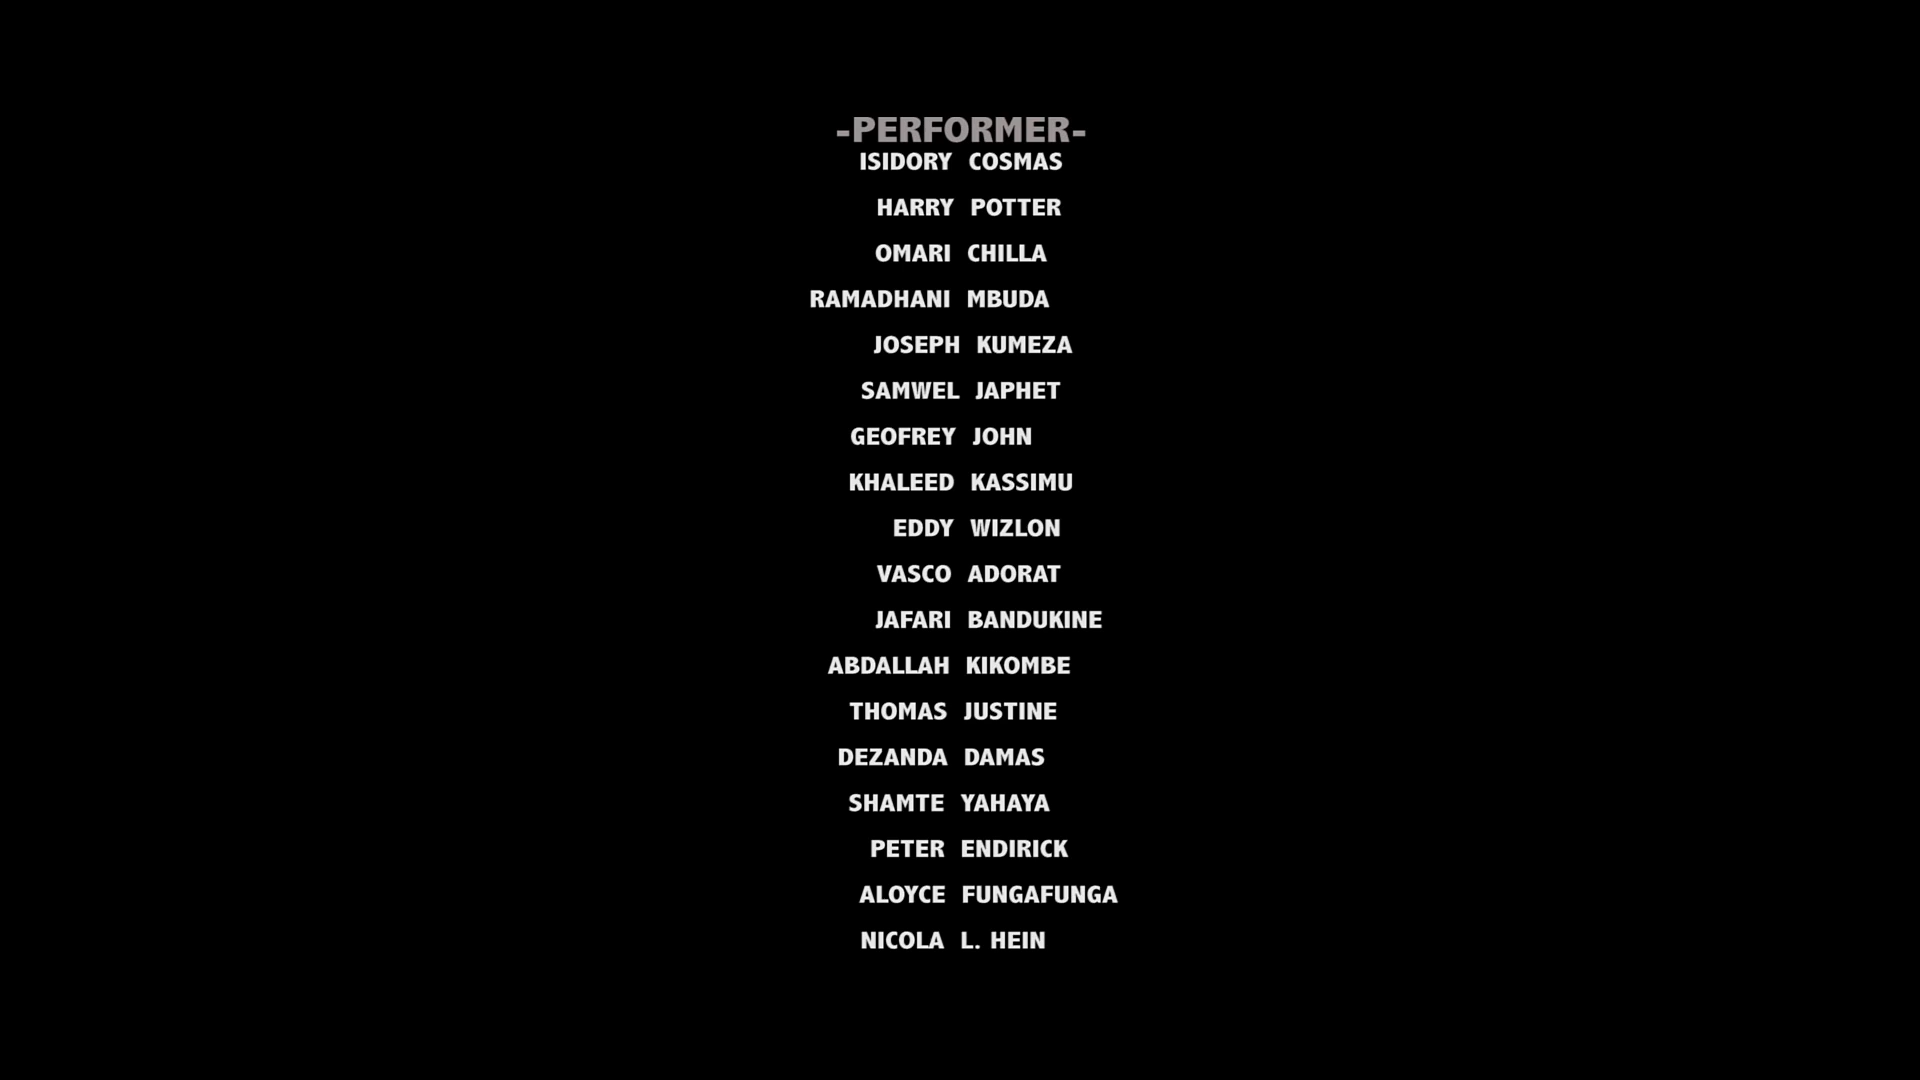 -PERFORMER-
ISIDORY COSMAS
HARRY POTTER
OMARI CHILLA
RAMADHANI MBUDA
JOSEPH KUMEZA
SAMWEL JAPHET
GEOFREY JOHN
KHALEED KASSIMU
EDDY WIZLON
VASCO ADORAT
JAFARI BANDUKINE
ABDALLAH KIKOMBE
THOMAS JUSTINE
DEZANDA DAMAS
SHAMTE YAHAYA
PETER ENDIRICK
ALOYCE FUNGAFUNGA
NICOLA L. HEIN